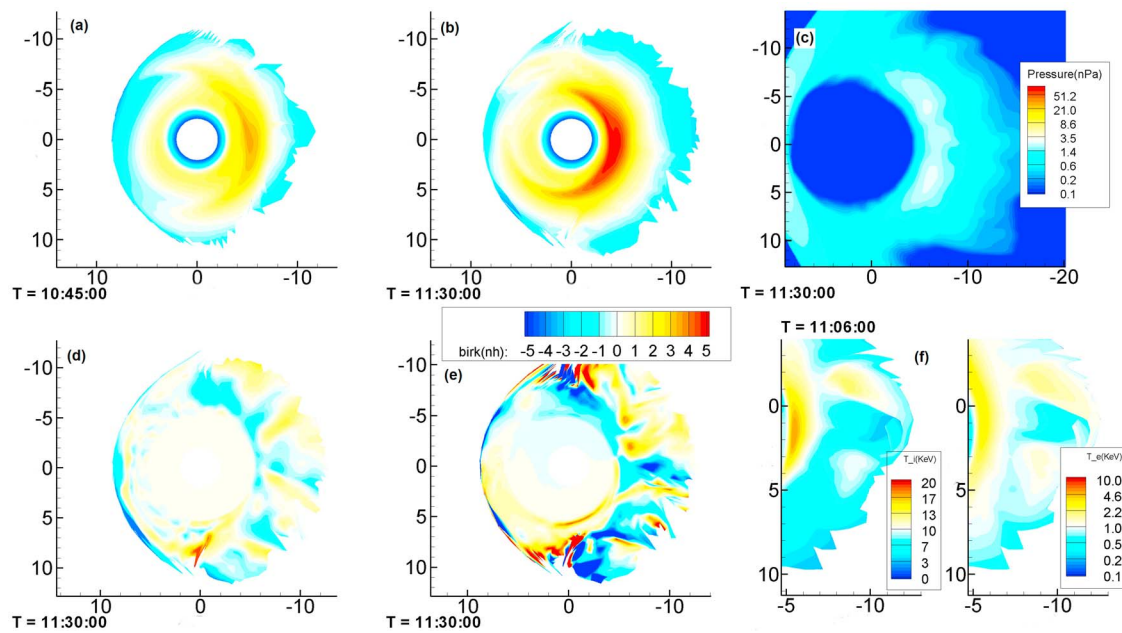 (a)
-10
-5
0
5
10
10 0 -10
T = 10:45:00
(b)
-10
-5
0
5
10
10 0 -10
T = 11:30:00
(c)
-10
-5
0
5
10
0 -10 -20
T = 11:30:00
Pressure(nPa)
51.2
21.0
8.6
3.5
1.4
0.6
0.2
0.1
birk(nh): -5 -4 -3 -2 -1 0 1 2 3 4 5
(d)
-10
-5
0
5
10
10 0 -10
T = 11:30:00
(e)
-10
-5
0
5
10
10 0 -10
T = 11:30:00
T = 11:06:00
(f)
0
5
10
-5 -10
T_i(KeV)
20
17
13
10
7
3
0
0
5
10
-5 -10
T_e(KeV)
10.0
4.6
2.2
1.0
0.5
0.2
0.1